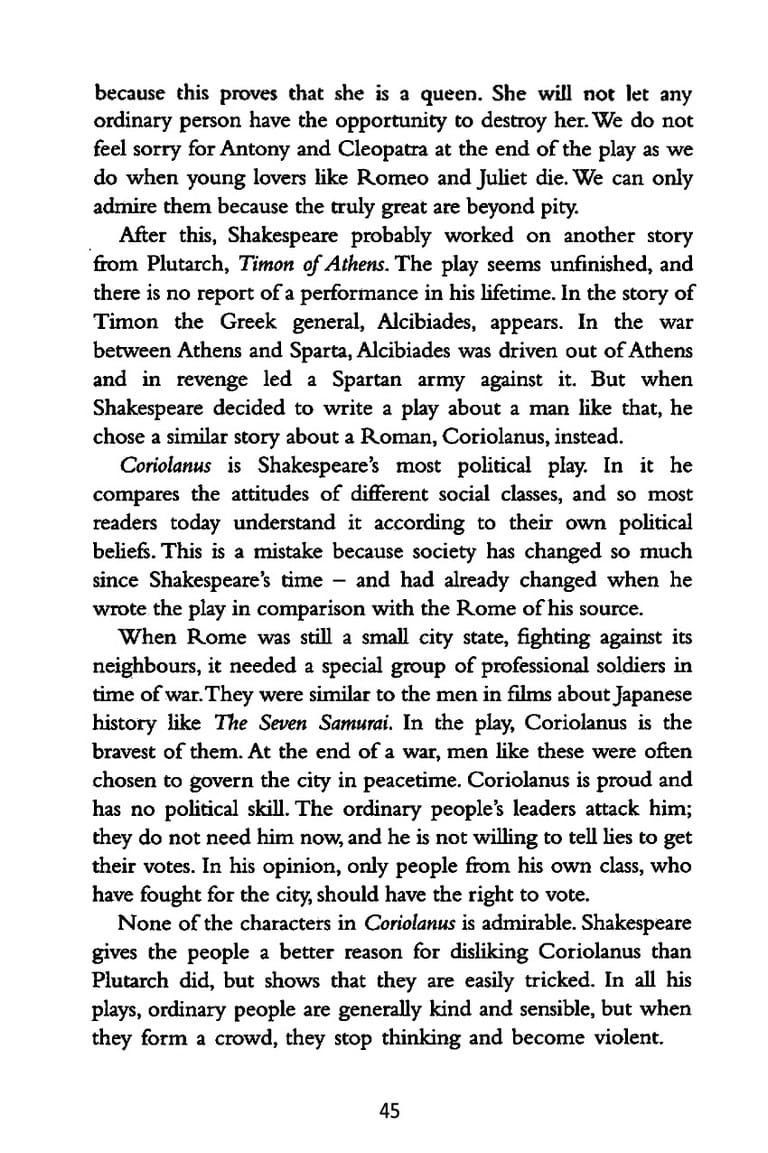 because this proves that she is a queen. She will not let any
ordinary person have the opportunity to destroy her. We do not
feel sorry for Antony and Cleopatra at the end of the play as we
do when young lovers like Romeo and Juliet die. We can only
admire them because the truly great are beyond pity.
After this, Shakespeare probably worked on another story
from Plutarch, Timon of Athens. The play seems unfinished, and
there is no report of a performance in his lifetime. In the story of
Timon the Greek general, Alcibiades, appears. In the war
between Athens and Sparta, Alcibiades was driven out of Athens
and in revenge led a Spartan army against it. But when
Shakespeare decided to write a play about a man like that, he
chose a similar story about a Roman, Coriolanus, instead.
Coriolanus is Shakespeare's most political play. In it he
compares the attitudes of different social classes, and so most
readers today understand it according to their own political
beliefs. This is a mistake because society has changed so much
since Shakespeare's time – and had already changed when he
wrote the play in comparison with the Rome of his source.
When Rome was still a small city state, fighting against its
neighbours, it needed a special group of professional soldiers in
time of war. They were similar to the men in films about Japanese
history like The Seven Samurai. In the play, Coriolanus is the
bravest of them. At the end of a war, men like these were often
chosen to govern the city in peacetime. Coriolanus is proud and
has no political skill. The ordinary people's leaders attack him;
they do not need him now, and he is not willing to tell lies to get
their votes. In his opinion, only people from his own class, who
have fought for the city, should have the right to vote.
None of the characters in Coriolanus is admirable. Shakespeare
gives the people a better reason for disliking Coriolanus than
Plutarch did, but shows that they are easily tricked. In all his
plays, ordinary people are generally kind and sensible, but when
they form a crowd, they stop thinking and become violent.
45